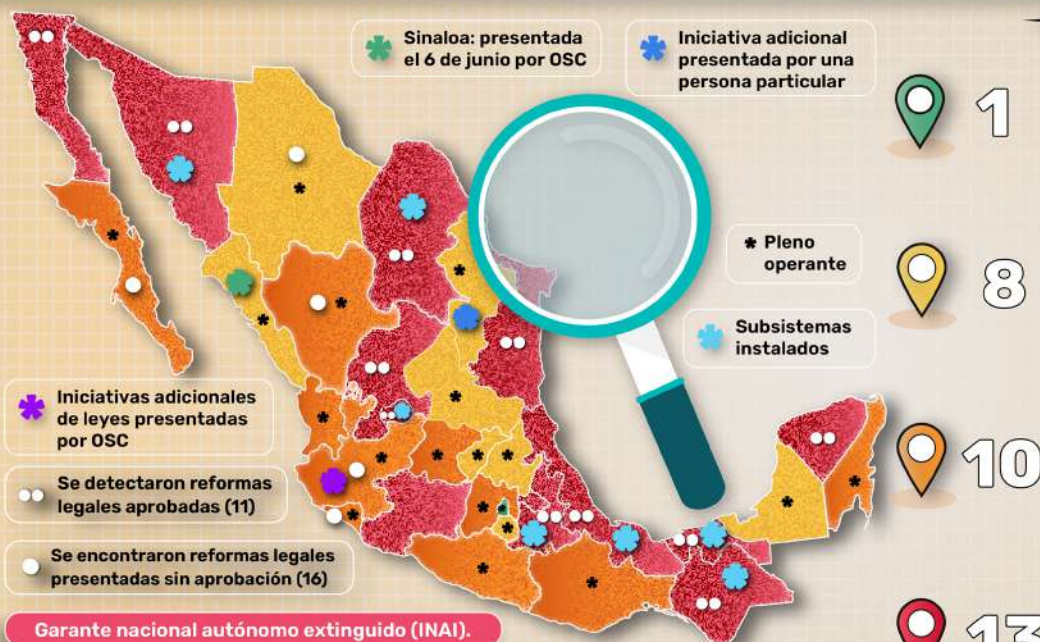 Sinaloa: presentada
el 6 de junio por OSC
Iniciativa adicional
presentada por una
persona particular
1
* Pleno
operante
8
Subsistemas
instalados
Iniciativas adicionales
de leyes presentadas
por OSC
10
Se detectaron reformas
legales aprobadas (11)
Se encontraron reformas legales
presentadas sin aprobación (16)
Garante nacional autónomo extinguido (INAI).
13